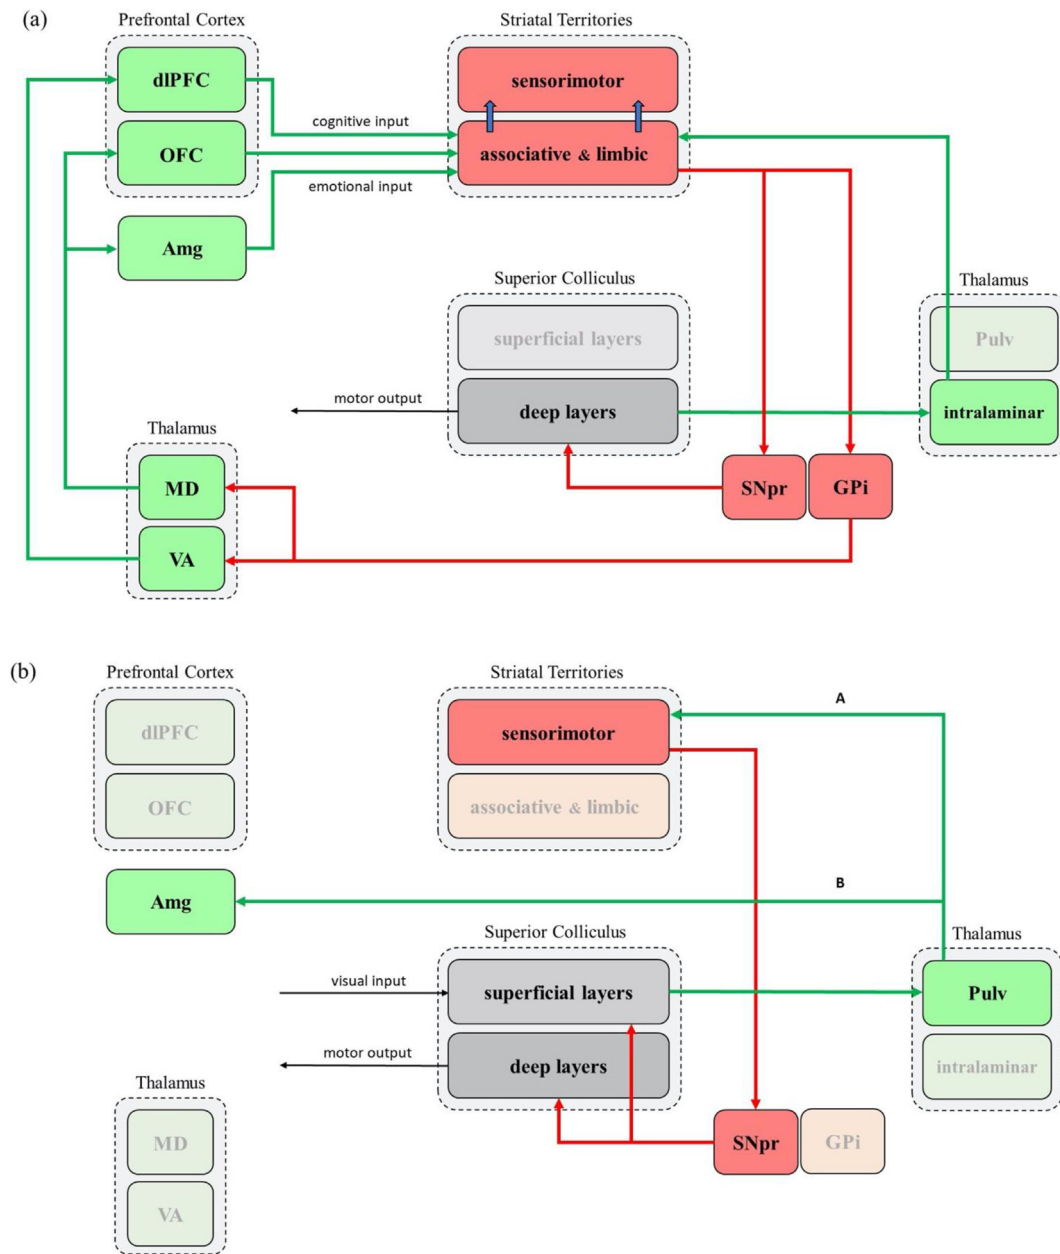 (a)
Prefrontal Cortex
Striatal Territories
dlPFC
sensorimotor
cognitive input
OFC
associative & limbic
emotional input
Amg
Superior Colliculus
Thalamus
superficial layers
Pulv
motor output
deep layers
intralaminar
Thalamus
MD
SNpr
GPi
VA
(b)
Prefrontal Cortex
Striatal Territories
A
dlPFC
sensorimotor
OFC
associative & limbic
B
Amg
Superior Colliculus
Thalamus
visual input
superficial layers
Pulv
motor output
deep layers
intralaminar
Thalamus
MD
SNpr
GPi
VA